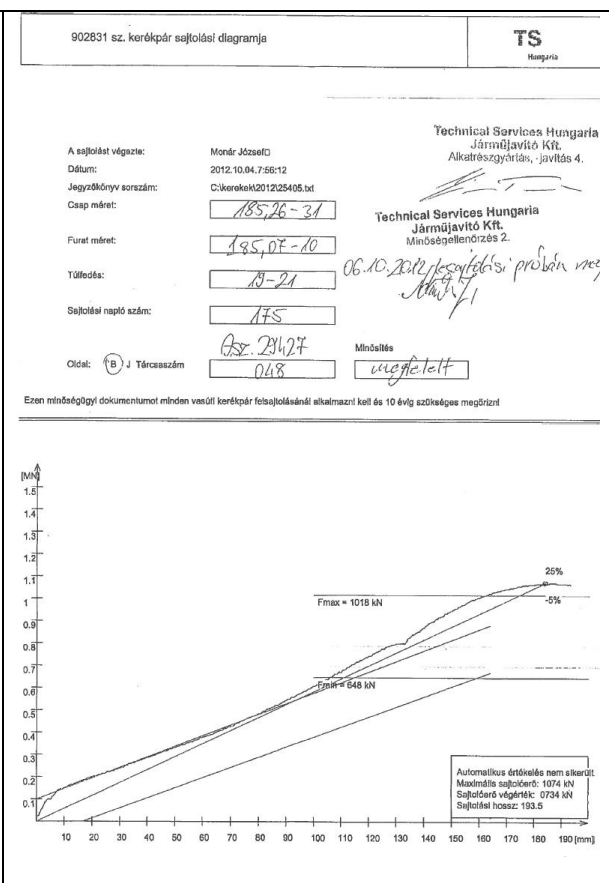 902831 sz. kerékpár sajtolási diagramja
TS
Hungaria
Technical Services Hungaria
Járműjavító Kft.
Alkatrészgyártás, -javítás 4.
A sajtolást végezte: Monár József
Dátum: 2012.10.04.7:56:12
Jegyzőkönyv sorszám: C:\kerekek\2012\25405.txt
Csap méret: 185,26-31
Technical Services Hungaria
Járműjavító Kft.
Minőségellenőrzés 2.
Furat méret: 185,07-10
06.10.2012 lesajtolási próbán meg
Túlfedés: 19-21
Sajtolási napló szám: 175
29427
Minősítés
Oldal: B J Tárcsaszám 048 megfelelt
Ezen minőségügyi dokumentumot minden vasúti kerékpár felsajtolásánál alkalmazni kell és 10 évig szükséges megőrizni
[MN]
1.5
1.4
1.3
1.2
1.1
1
0.9
0.8
0.7
0.6
0.5
0.4
0.3
0.2
0.1
25%
-5%
Fmax = 1018 kN
Fmin = 648 kN
Automatikus értékelés nem sikerült
Maximális sajtolóerő: 1074 kN
Sajtolóerő végérték: 0734 kN
Sajtolási hossz: 193.5
10 20 30 40 50 60 70 80 90 100 110 120 130 140 150 160 170 180 190 [mm]